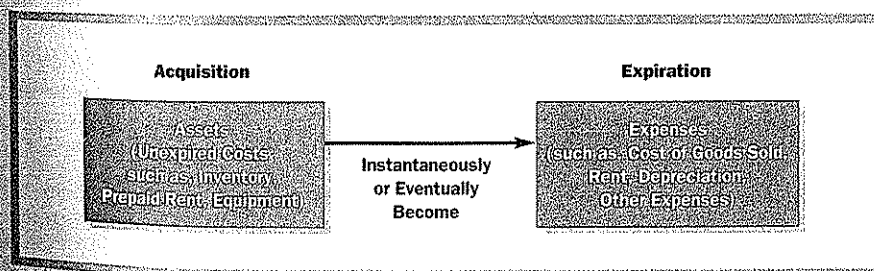 Acquisition
Expiration
Assets
(Unexpired Costs
such as Inventory
Prepaid Rent, Equipment)
Instantaneously
or Eventually
Become
Expenses
(such as Cost of Goods Sold
Rent, Depreciation
Other Expenses)